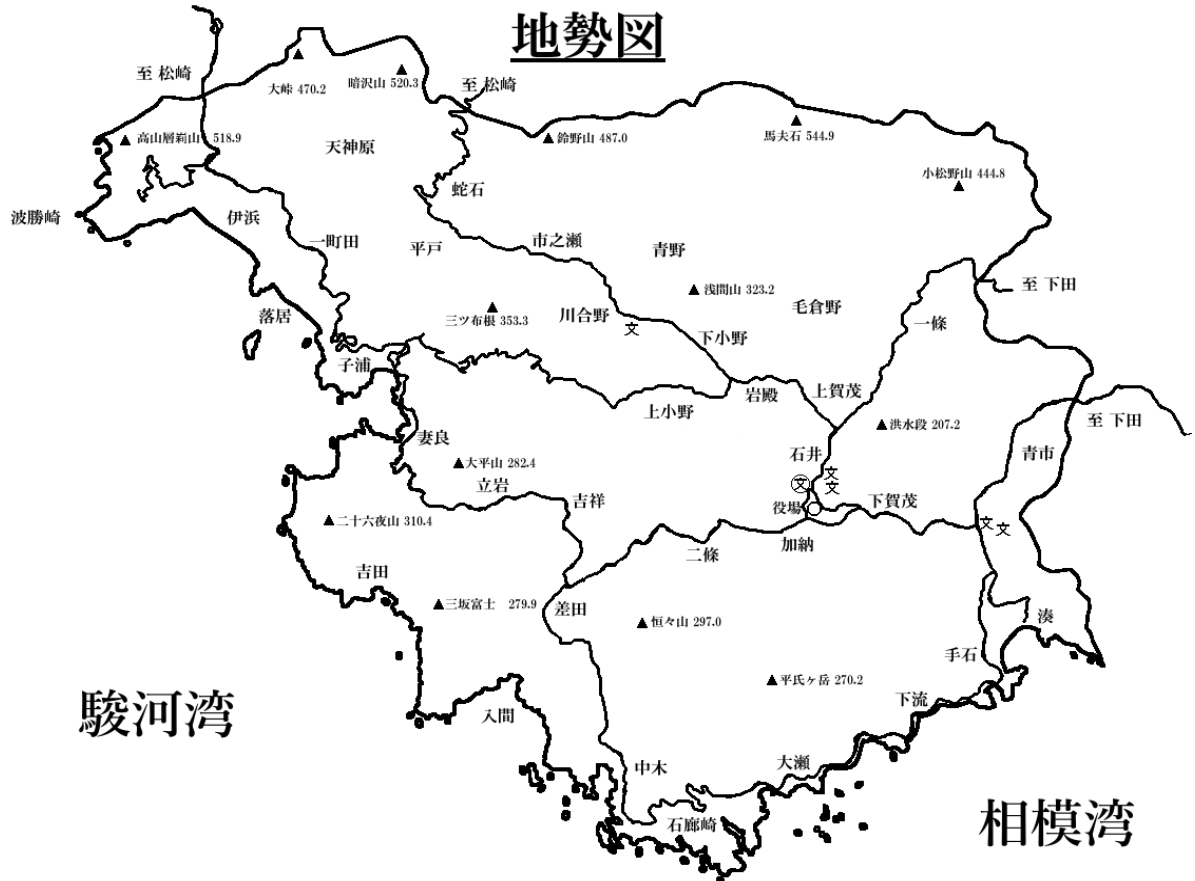 地勢図
至 松崎
大峠 470.2
暗沢山 520.3
至 松崎
高山層覇山 518.9
天神原
鈴野山 487.0
馬夫石 544.9
小松野山 444.8
蛇石
波勝崎
伊浜
一町田
平戸
市之瀬
青野
浅間山 323.2
毛倉野
至 下田
落居
三ツ布根 353.3
川合野
文
下小野
一條
子浦
上小野
岩殿
上賀茂
至 下田
妻良
洪水段 207.2
大平山 282.4
石井
青市
立岩
吉祥
文
文
文
役場
下賀茂
二十六夜山 310.4
二條
加納
文
文
吉田
三坂富士 279.9
差田
恒々山 297.0
湊
手石
平氏ヶ岳 270.2
下流
駿河湾
入間
中木
大瀬
石廊崎
相模湾